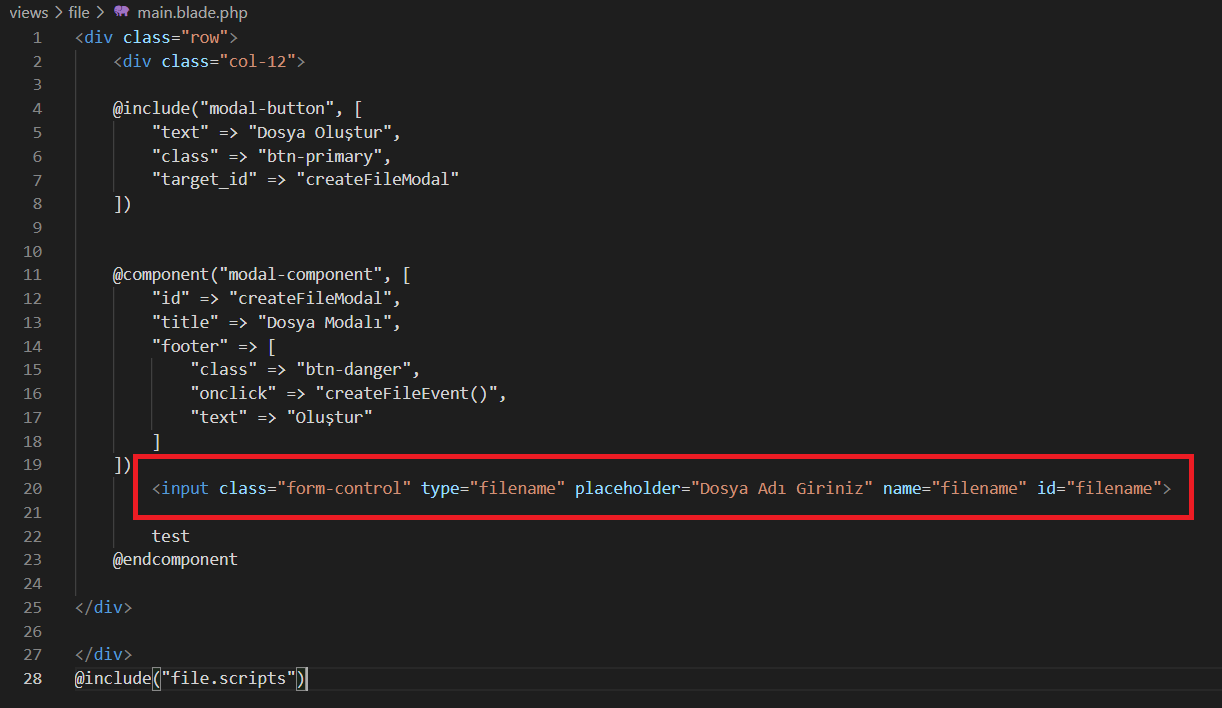 views > file > main.blade.php
1 <div class="row">
2 <div class="col-12">
3
4 @include("modal-button", [
5 "text" => "Dosya Oluştur",
6 "class" => "btn-primary",
7 "target_id" => "createFileModal"
8 ])
9
10
11 @component("modal-component", [
12 "id" => "createFileModal",
13 "title" => "Dosya Modalı",
14 "footer" => [
15 "class" => "btn-danger",
16 "onclick" => "createFileEvent()",
17 "text" => "Oluştur"
18 ]
19 ])
20 <input class="form-control" type="filename" placeholder="Dosya Adı Giriniz" name="filename" id="filename">
21
22 test
23 @endcomponent
24
25 </div>
26
27 </div>
28 @include("file.scripts")